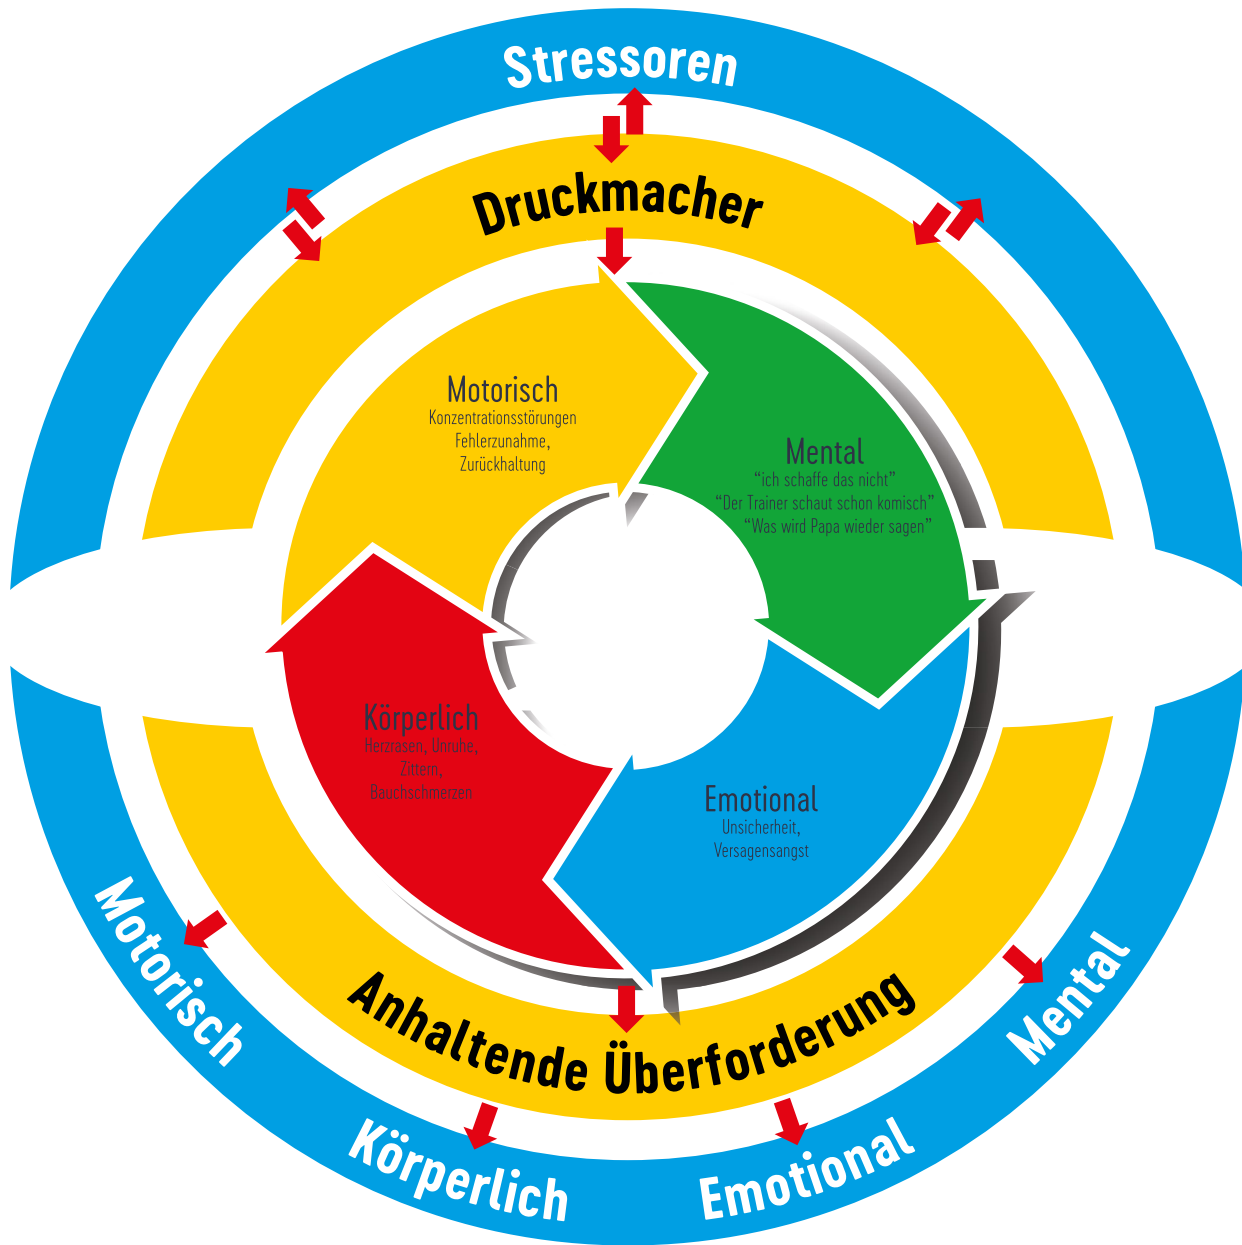 Stressoren
Druckmacher
Motorisch
Konzentrationsstörungen
Fehlerzunahme,
Zurückhaltung
Mental
“ich schaffe das nicht”
“Der Trainer schaut schon komisch”
“Was wird Papa wieder sagen”
Körperlich
Herzrasen, Unruhe,
Zittern,
Bauchschmerzen
Emotional
Unsicherheit,
Versagensangst
Anhaltende Überforderung
Motorisch
Körperlich
Emotional
Mental